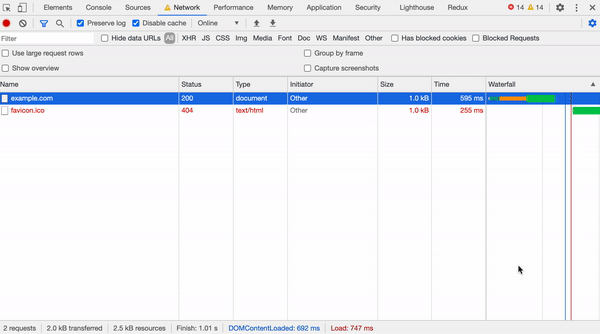 Elements Console Sources Network Performance Memory Application Security Lighthouse Redux 14 14
Preserve log Disable cache Online
Filter Hide data URLs All XHR JS CSS Img Media Font Doc WS Manifest Other Has blocked cookies Blocked Requests
Use large request rows Group by frame
Show overview Capture screenshots
Name Status Type Initiator Size Time Waterfall
example.com 200 document Other 1.0 kB 595 ms
favicon.ico 404 text/html Other 1.0 kB 255 ms
2 requests 2.0 kB transferred 2.5 kB resources Finish: 1.01 s DOMContentLoaded: 692 ms Load: 747 ms